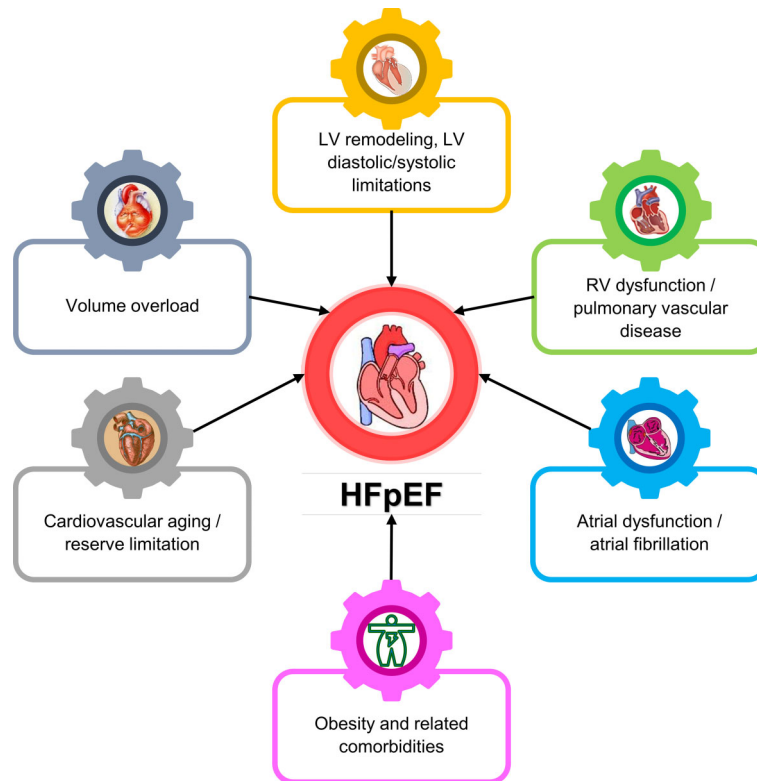 LV remodeling, LV
diastolic/systolic
limitations
Volume overload
RV dysfunction /
pulmonary vascular
disease
Cardiovascular aging /
reserve limitation
HFpEF
Atrial dysfunction /
atrial fibrillation
Obesity and related
comorbidities